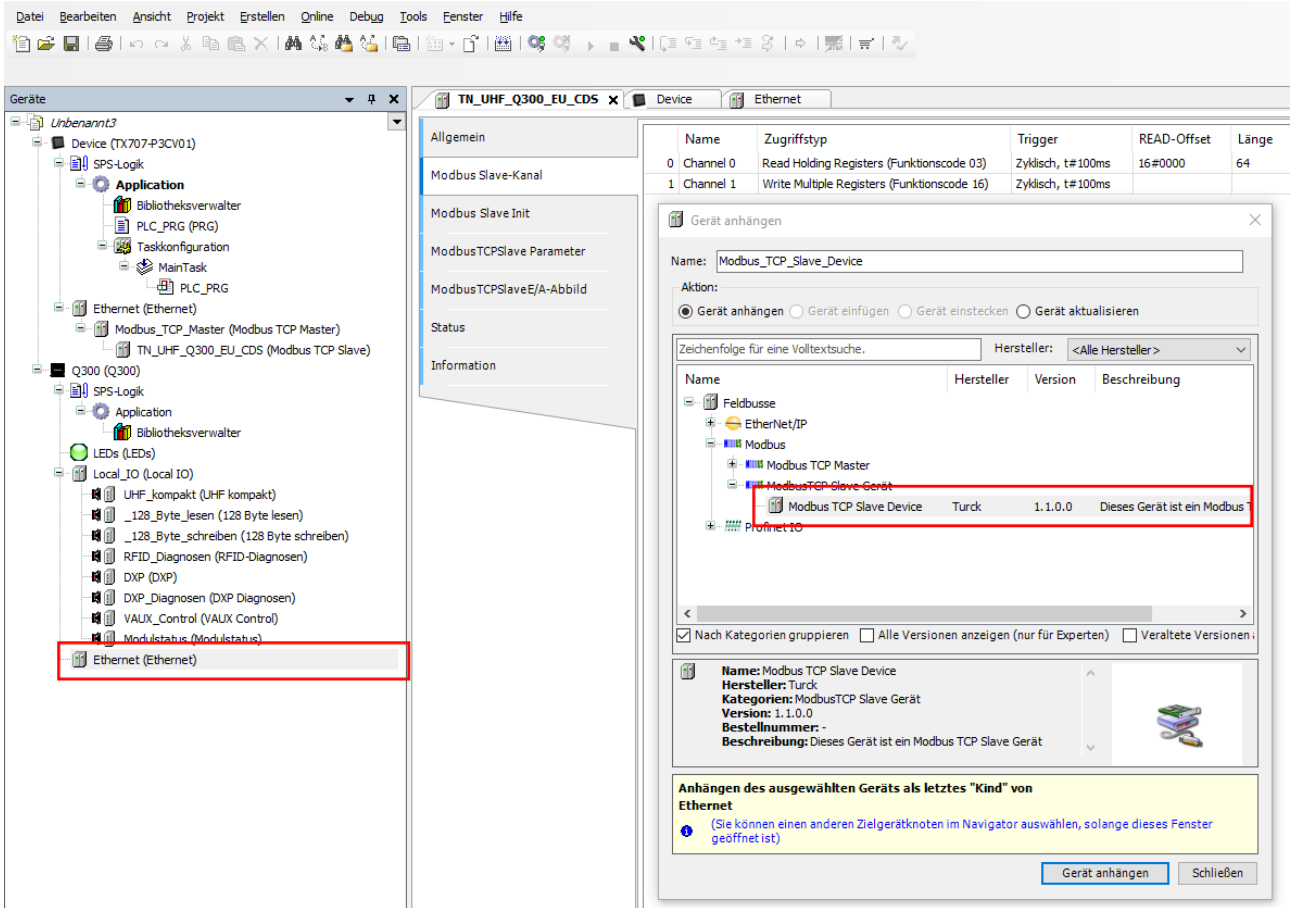 Datei Bearbeiten Ansicht Projekt Erstellen Online Debug Tools Fenster Hilfe
Geräte
Unbenannt3
Device (TX707-P3CV01)
SPS-Logik
Application
Bibliotheksverwalter
PLC_PRG (PRG)
Taskkonfiguration
MainTask
PLC_PRG
Ethernet (Ethernet)
Modbus_TCP_Master (Modbus TCP Master)
TN_UHF_Q300_EU_CDS (Modbus TCP Slave)
Q300 (Q300)
SPS-Logik
Application
Bibliotheksverwalter
LEDs (LEDs)
Local_IO (Local IO)
UHF_kompakt (UHF kompakt)
_128_Byte_lesen (128 Byte lesen)
_128_Byte_schreiben (128 Byte schreiben)
RFID_Diagnosen (RFID-Diagnosen)
DXP (DXP)
DXP_Diagnosen (DXP Diagnosen)
VAUX_Control (VAUX Control)
Modulstatus (Modulstatus)
Ethernet (Ethernet)
TN_UHF_Q300_EU_CDS Device Ethernet
Allgemein
Modbus Slave-Kanal
Modbus Slave Init
ModbusTCPSlave Parameter
ModbusTCPSlaveE/A-Abbild
Status
Information
Name Zugriffstyp Trigger READ-Offset Länge
0 Channel 0 Read Holding Registers (Funktionscode 03) Zyklisch, t#100ms 16#0000 64
1 Channel 1 Write Multiple Registers (Funktionscode 16) Zyklisch, t#100ms
Gerät anhängen
Name: Modbus_TCP_Slave_Device
Aktion:
Gerät anhängen Gerät einfügen Gerät einstecken Gerät aktualisieren
Zeichenfolge für eine Volltextsuche. Hersteller: <Alle Hersteller>
Name Hersteller Version Beschreibung
Feldbusse
EtherNet/IP
Modbus
Modbus TCP Master
ModbusTCP Slave Gerät
Modbus TCP Slave Device Turck 1.1.0.0 Dieses Gerät ist ein Modbus T
Profinet IO
Nach Kategorien gruppieren Alle Versionen anzeigen (nur für Experten) Veraltete Versionen
Name: Modbus TCP Slave Device
Hersteller: Turck
Kategorien: ModbusTCP Slave Gerät
Version: 1.1.0.0
Bestellnummer: -
Beschreibung: Dieses Gerät ist ein Modbus TCP Slave Gerät
Anhängen des ausgewählten Geräts als letztes "Kind" von
Ethernet
(Sie können einen anderen Zielgerätknoten im Navigator auswählen, solange dieses Fenster
geöffnet ist)
Gerät anhängen Schließen